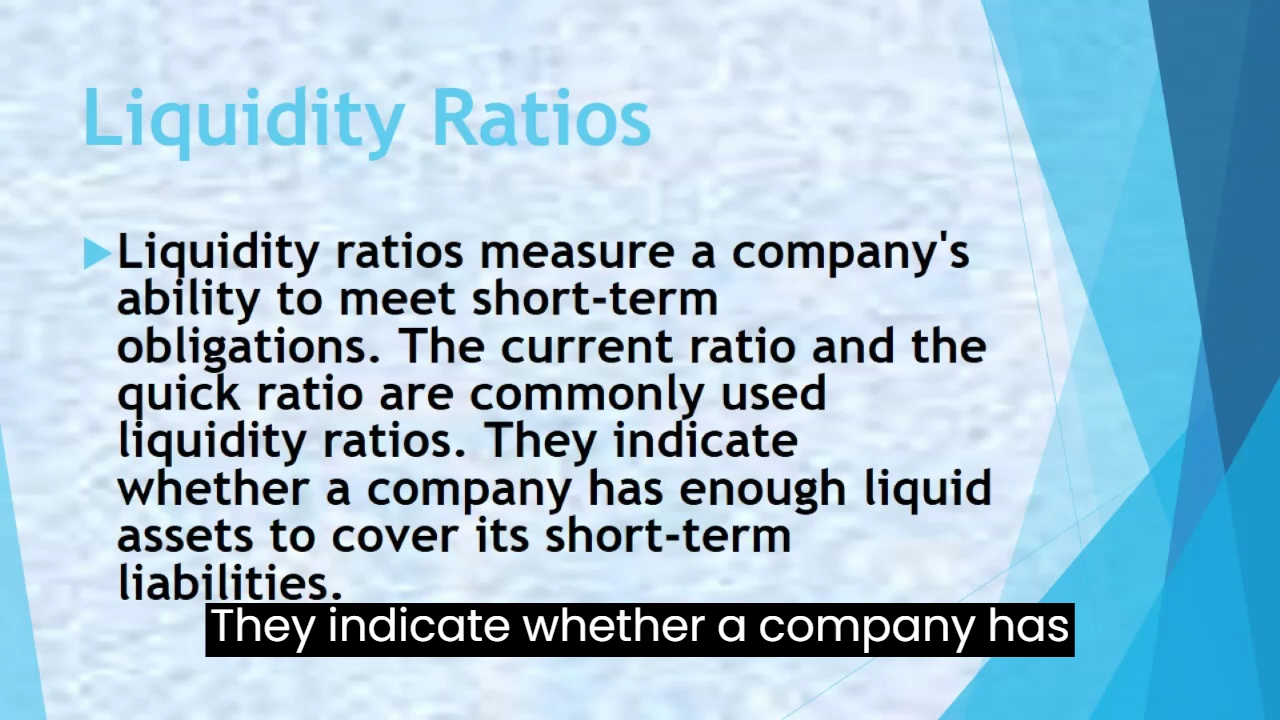 Liquidity Ratios
Liquidity ratios measure a company's
ability to meet short-term
obligations. The current ratio and the
quick ratio are commonly used
liquidity ratios. They indicate
whether a company has enough liquid
assets to cover its short-term
liabilities.
They indicate whether a company has